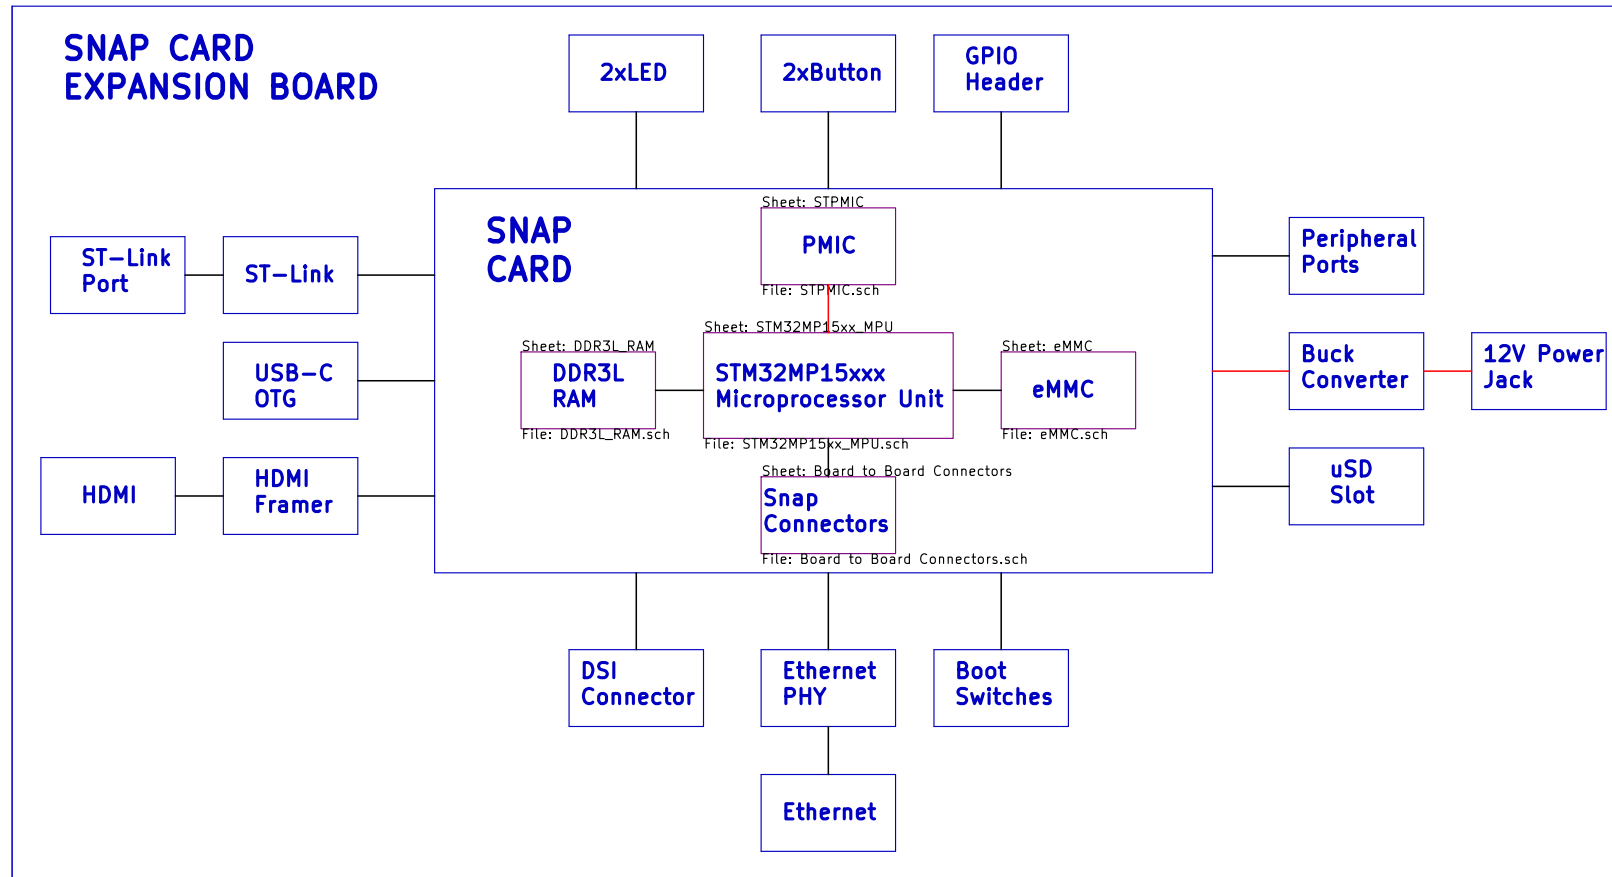 SNAP CARD
EXPANSION BOARD
2xLED
2xButton
GPIO
Header
SNAP
CARD
Sheet: STPMIC
PMIC
File: STPMIC.sch
ST-Link
Port
ST-Link
Peripheral
Ports
Sheet: STM32MP15xx_MPU
STM32MP15xxx
Microprocessor Unit
File: STM32MP15xx_MPU.sch
Sheet: DDR3L_RAM
DDR3L
RAM
File: DDR3L_RAM.sch
Sheet: eMMC
eMMC
File: eMMC.sch
USB-C
OTG
Buck
Converter
12V Power
Jack
HDMI
HDMI
Framer
Sheet: Board to Board Connectors
Snap
Connectors
File: Board to Board Connectors.sch
uSD
Slot
DSI
Connector
Ethernet
PHY
Boot
Switches
Ethernet